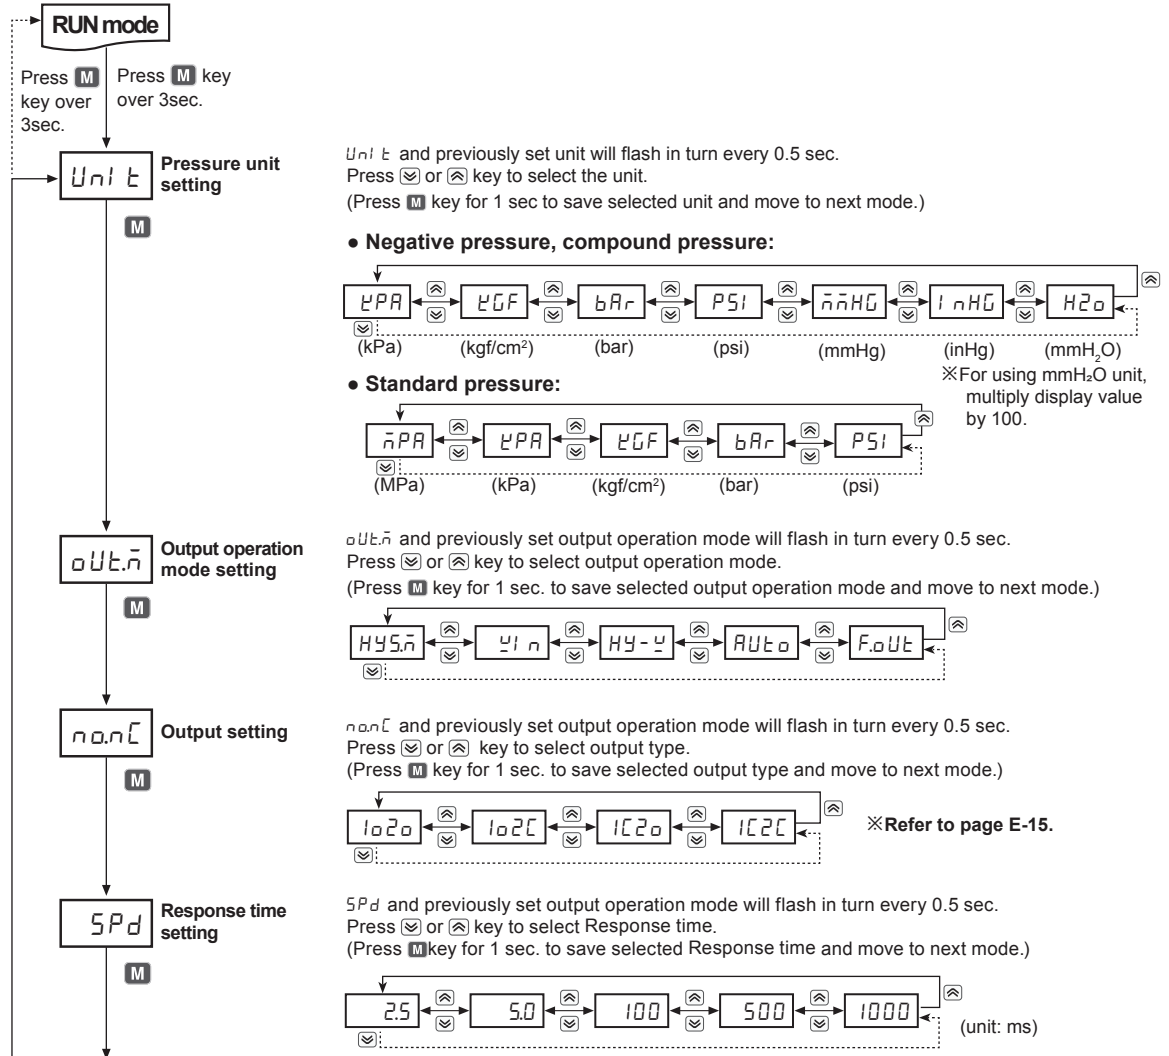 RUN mode
Press M key over 3sec.
Press M key over 3sec.
Unit
Pressure unit setting
M
Unit and previously set unit will flash in turn every 0.5 sec.
Press or key to select the unit.
(Press M key for 1 sec to save selected unit and move to next mode.)
● Negative pressure, compound pressure:
kPA kGF bAr PSI mmHG InHG H2o
(kPa) (kgf/cm²) (bar) (psi) (mmHg) (inHg) (mmH₂O)
※For using mmH₂O unit,
multiply display value
by 100.
● Standard pressure:
mPA kPA kGF bAr PSI
(MPa) (kPa) (kgf/cm²) (bar) (psi)
oUt.m
Output operation mode setting
M
oUt.m and previously set output operation mode will flash in turn every 0.5 sec.
Press or key to select output operation mode.
(Press M key for 1 sec. to save selected output operation mode and move to next mode.)
HYS.m WIn HY-W AUto F.oUt
no.nC
Output setting
M
no.nC and previously set output operation mode will flash in turn every 0.5 sec.
Press or key to select output type.
(Press M key for 1 sec. to save selected output type and move to next mode.)
1o2o 1o2C 1C2o 1C2C
※Refer to page E-15.
SPd
Response time setting
M
SPd and previously set output operation mode will flash in turn every 0.5 sec.
Press or key to select Response time.
(Press M key for 1 sec. to save selected Response time and move to next mode.)
2.5 5.0 100 500 1000
(unit: ms)